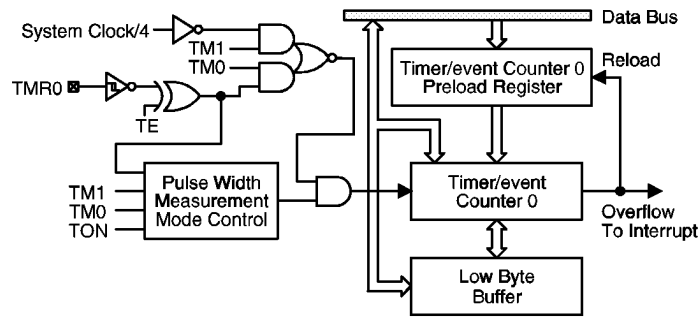 System Clock/4
Data Bus
TM1
TM0
TMR0
TE
Timer/event Counter 0
Preload Register
Reload
TM1
TM0
TON
Pulse Width
Measurement
Mode Control
Timer/event
Counter 0
Overflow
To Interrupt
Low Byte
Buffer